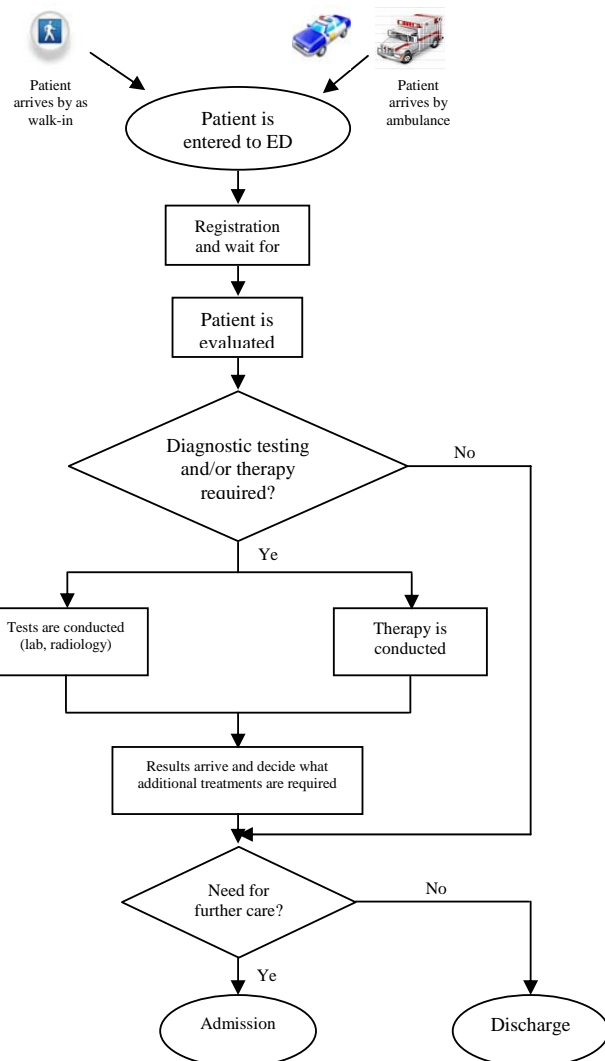 Patient
arrives by as
walk-in
Patient
arrives by
ambulance
Patient is
entered to ED
Registration
and wait for
Patient is
evaluated
Diagnostic testing
and/or therapy
required?
No
Ye
Tests are conducted
(lab, radiology)
Therapy is
conducted
Results arrive and decide what
additional treatments are required
Need for
further care?
No
Ye
Admission
Discharge